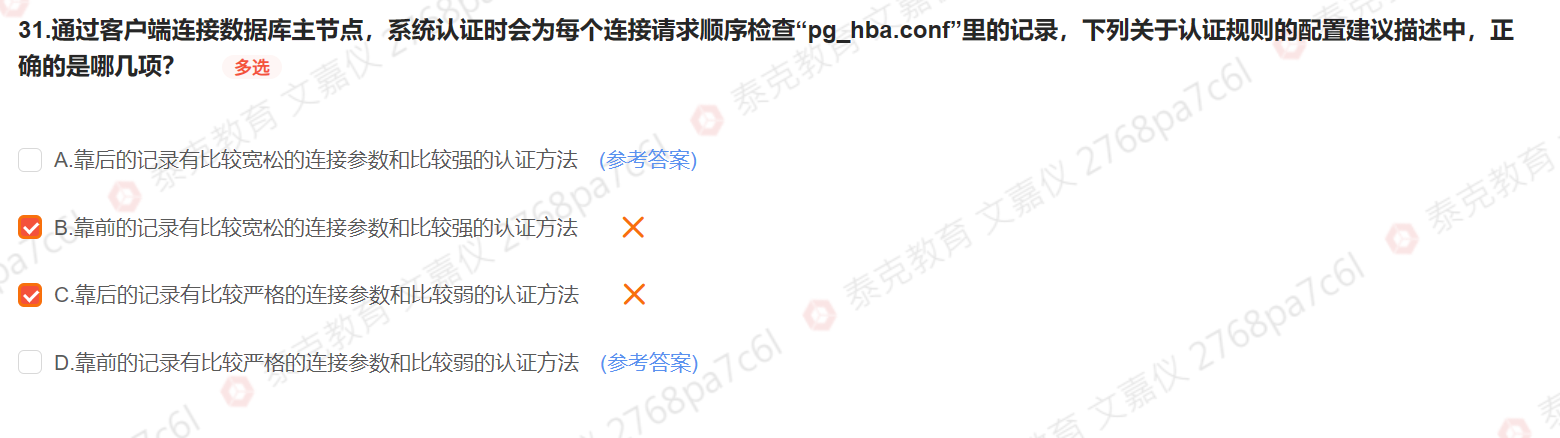 31.通过客户端连接数据库主节点，系统认证时会为每个连接请求顺序检查“pg_hba.conf”里的记录，下列关于认证规则的配置建议描述中，正
确的是哪几项? 多选
A.靠后的记录有比较宽松的连接参数和比较强的认证方法 (参考答案)
B.靠前的记录有比较宽松的连接参数和比较强的认证方法
C.靠后的记录有比较严格的连接参数和比较弱的认证方法
D.靠前的记录有比较严格的连接参数和比较弱的认证方法 (参考答案)
泰克教育 文嘉仪 2768pa7c6l